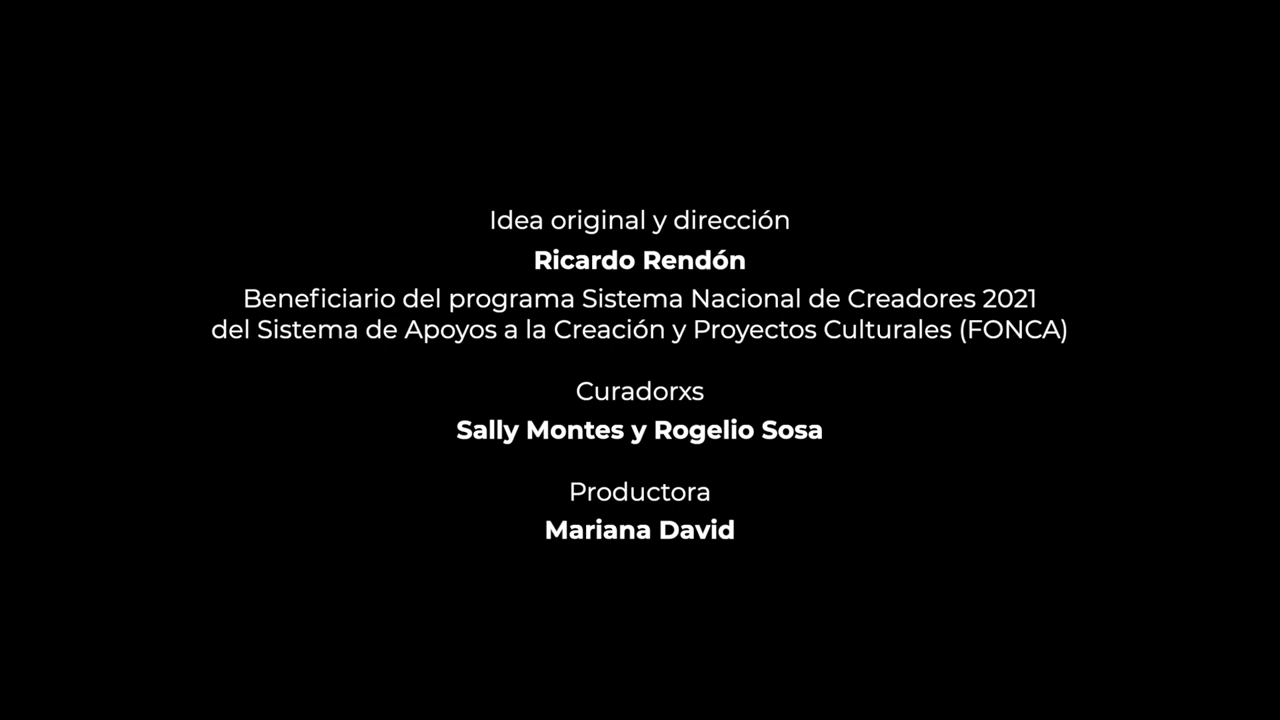 Idea original y dirección
Ricardo Rendón
Beneficiario del programa Sistema Nacional de Creadores 2021
del Sistema de Apoyos a la Creación y Proyectos Culturales (FONCA)
Curadorxs
Sally Montes y Rogelio Sosa
Productora
Mariana David